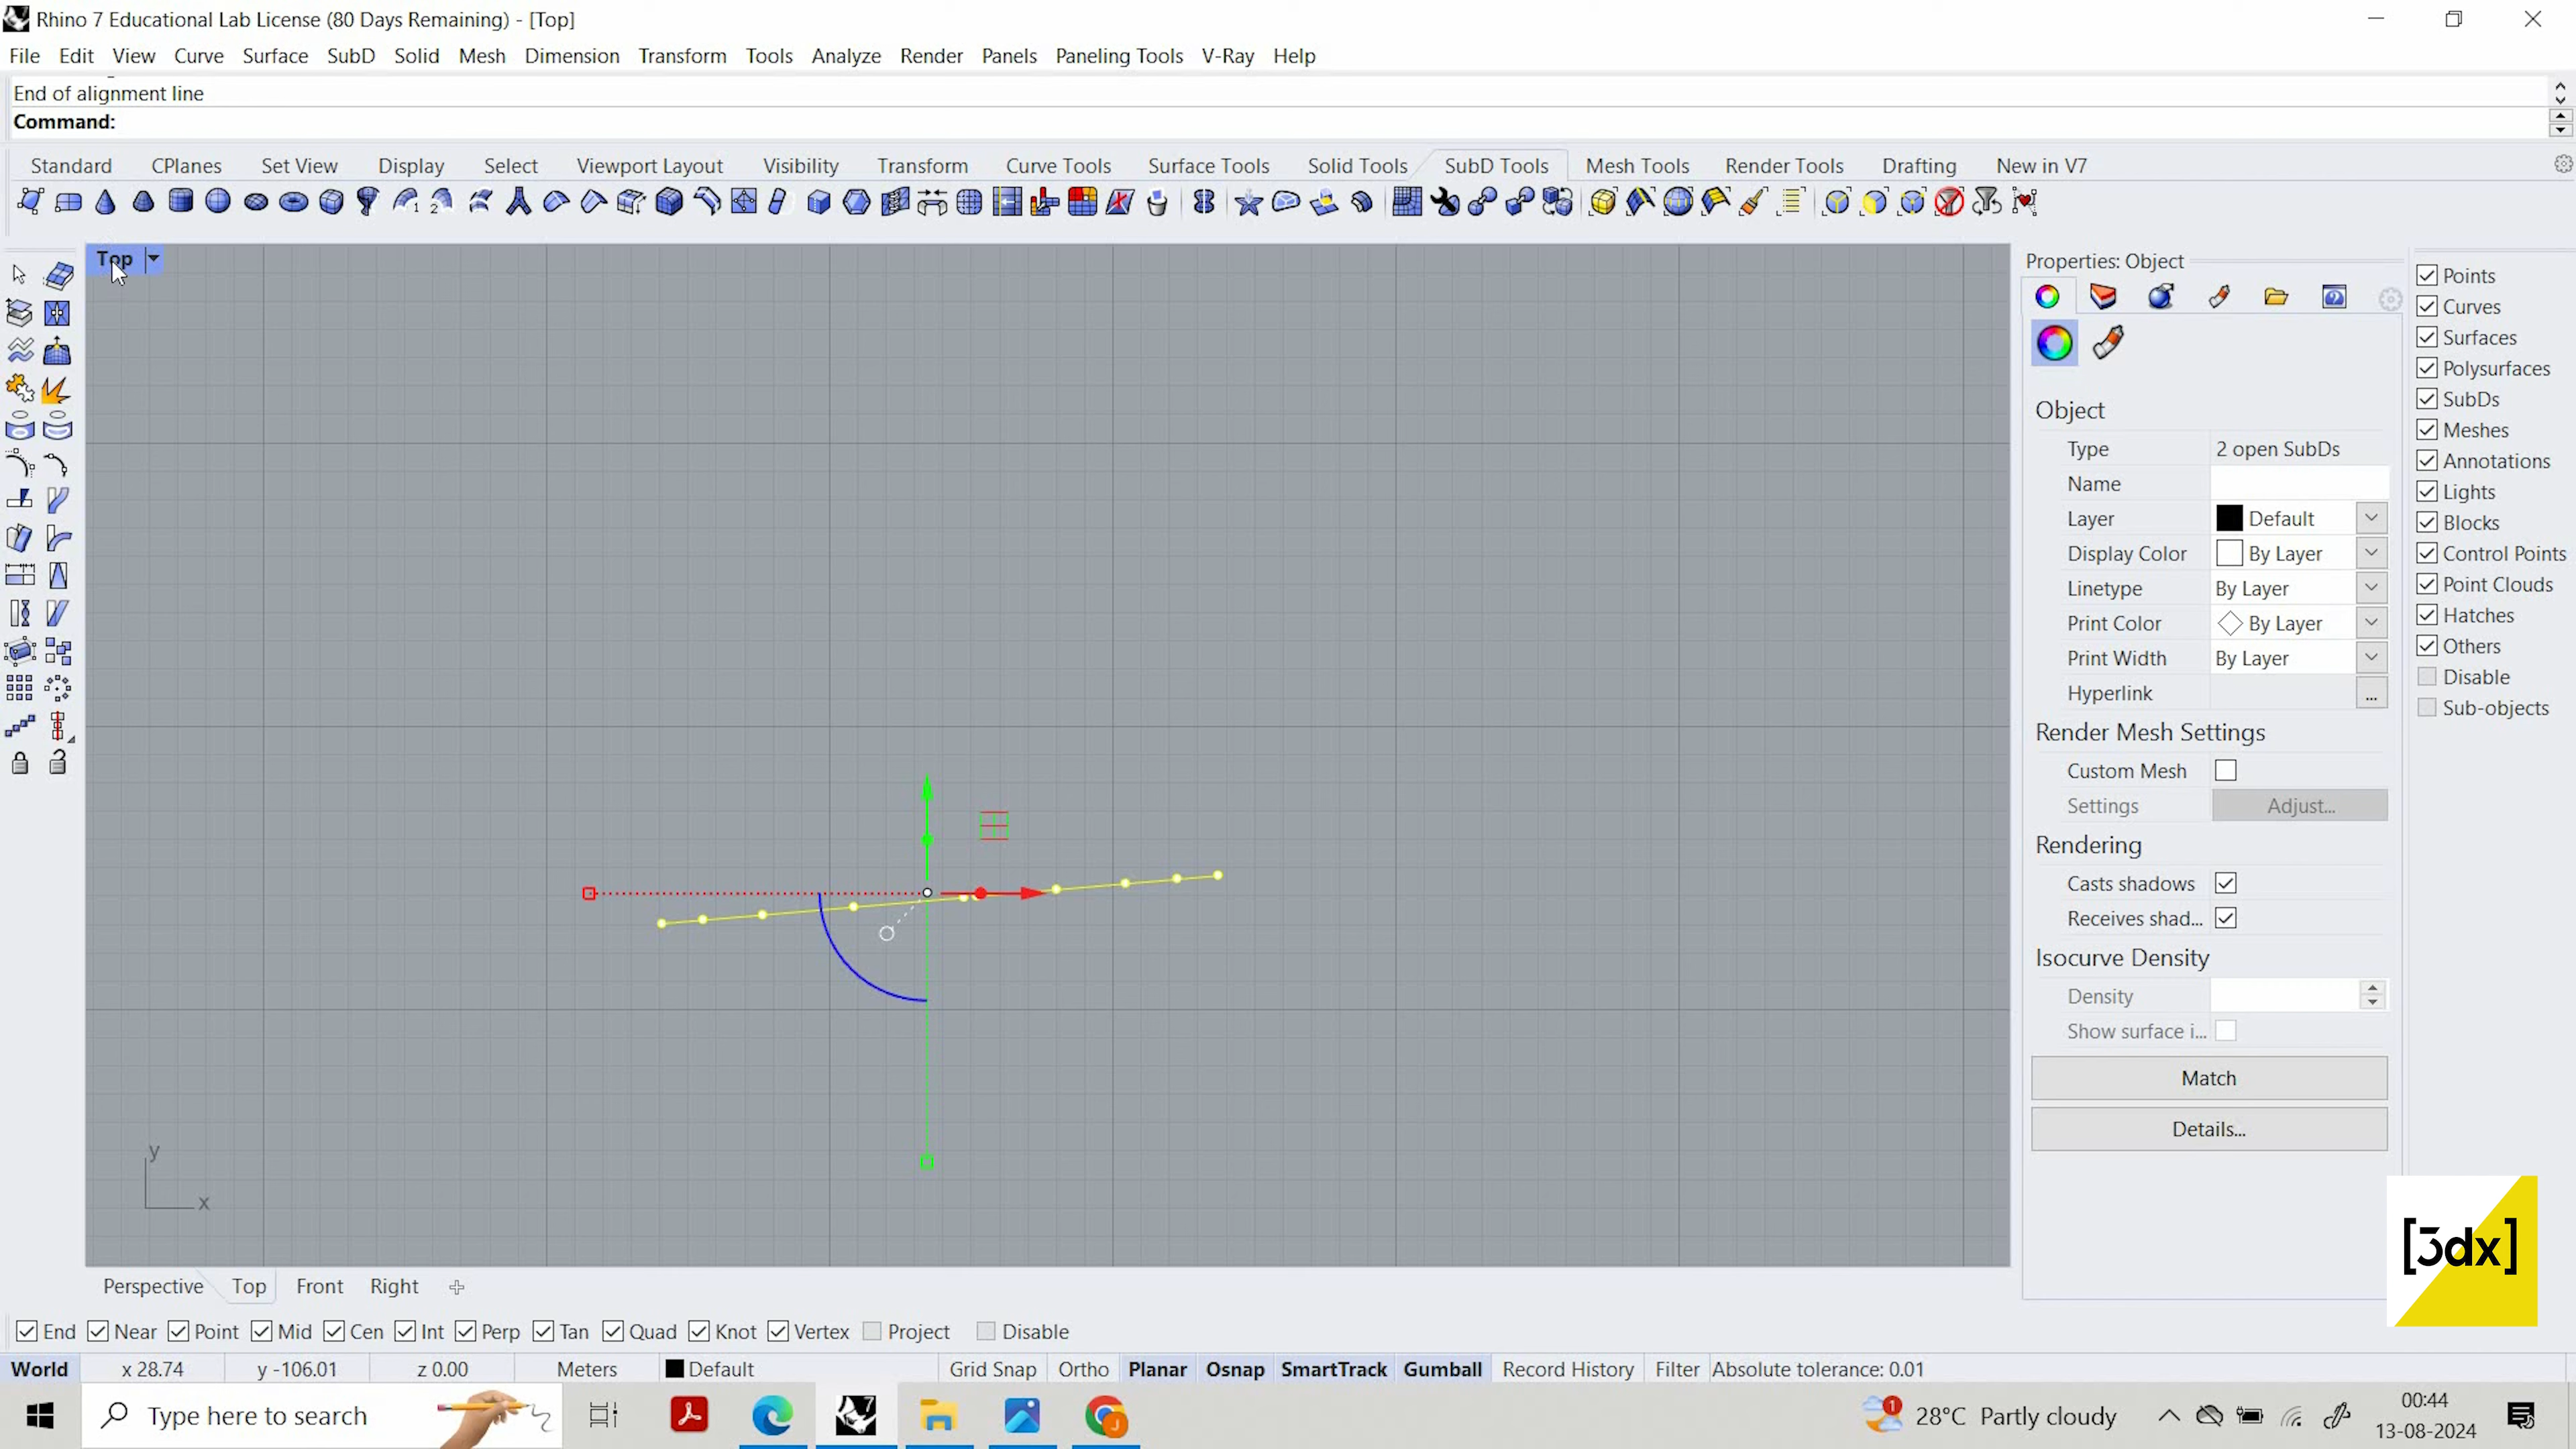 Rhino 7 Educational Lab License (80 Days Remaining) - [Top]
File Edit View Curve Surface SubD Solid Mesh Dimension Transform Tools Analyze Render Panels Paneling Tools V-Ray Help
End of alignment line
Command:
Standard CPlanes Set View Display Select Viewport Layout Visibility Transform Curve Tools Surface Tools Solid Tools SubD Tools Mesh Tools Render Tools Drafting New in V7
Top
Properties: Object
Object
Type 2 open SubDs
Name
Layer Default
Display Color By Layer
Linetype By Layer
Print Color By Layer
Print Width By Layer
Hyperlink ...
Render Mesh Settings
Custom Mesh
Settings Adjust...
Rendering
Casts shadows
Receives shad...
Isocurve Density
Density
Show surface i...
Match
Details...
Points
Curves
Surfaces
Polysurfaces
SubDs
Meshes
Annotations
Lights
Blocks
Control Points
Point Clouds
Hatches
Others
Disable
Sub-objects
y
x
[3dx]
Perspective Top Front Right
End Near Point Mid Cen Int Perp Tan Quad Knot Vertex Project Disable
World x 28.74 y -106.01 z 0.00 Meters Default Grid Snap Ortho Planar Osnap SmartTrack Gumball Record History Filter Absolute tolerance: 0.01
Type here to search
1
28°C Partly cloudy
00:44
13-08-2024